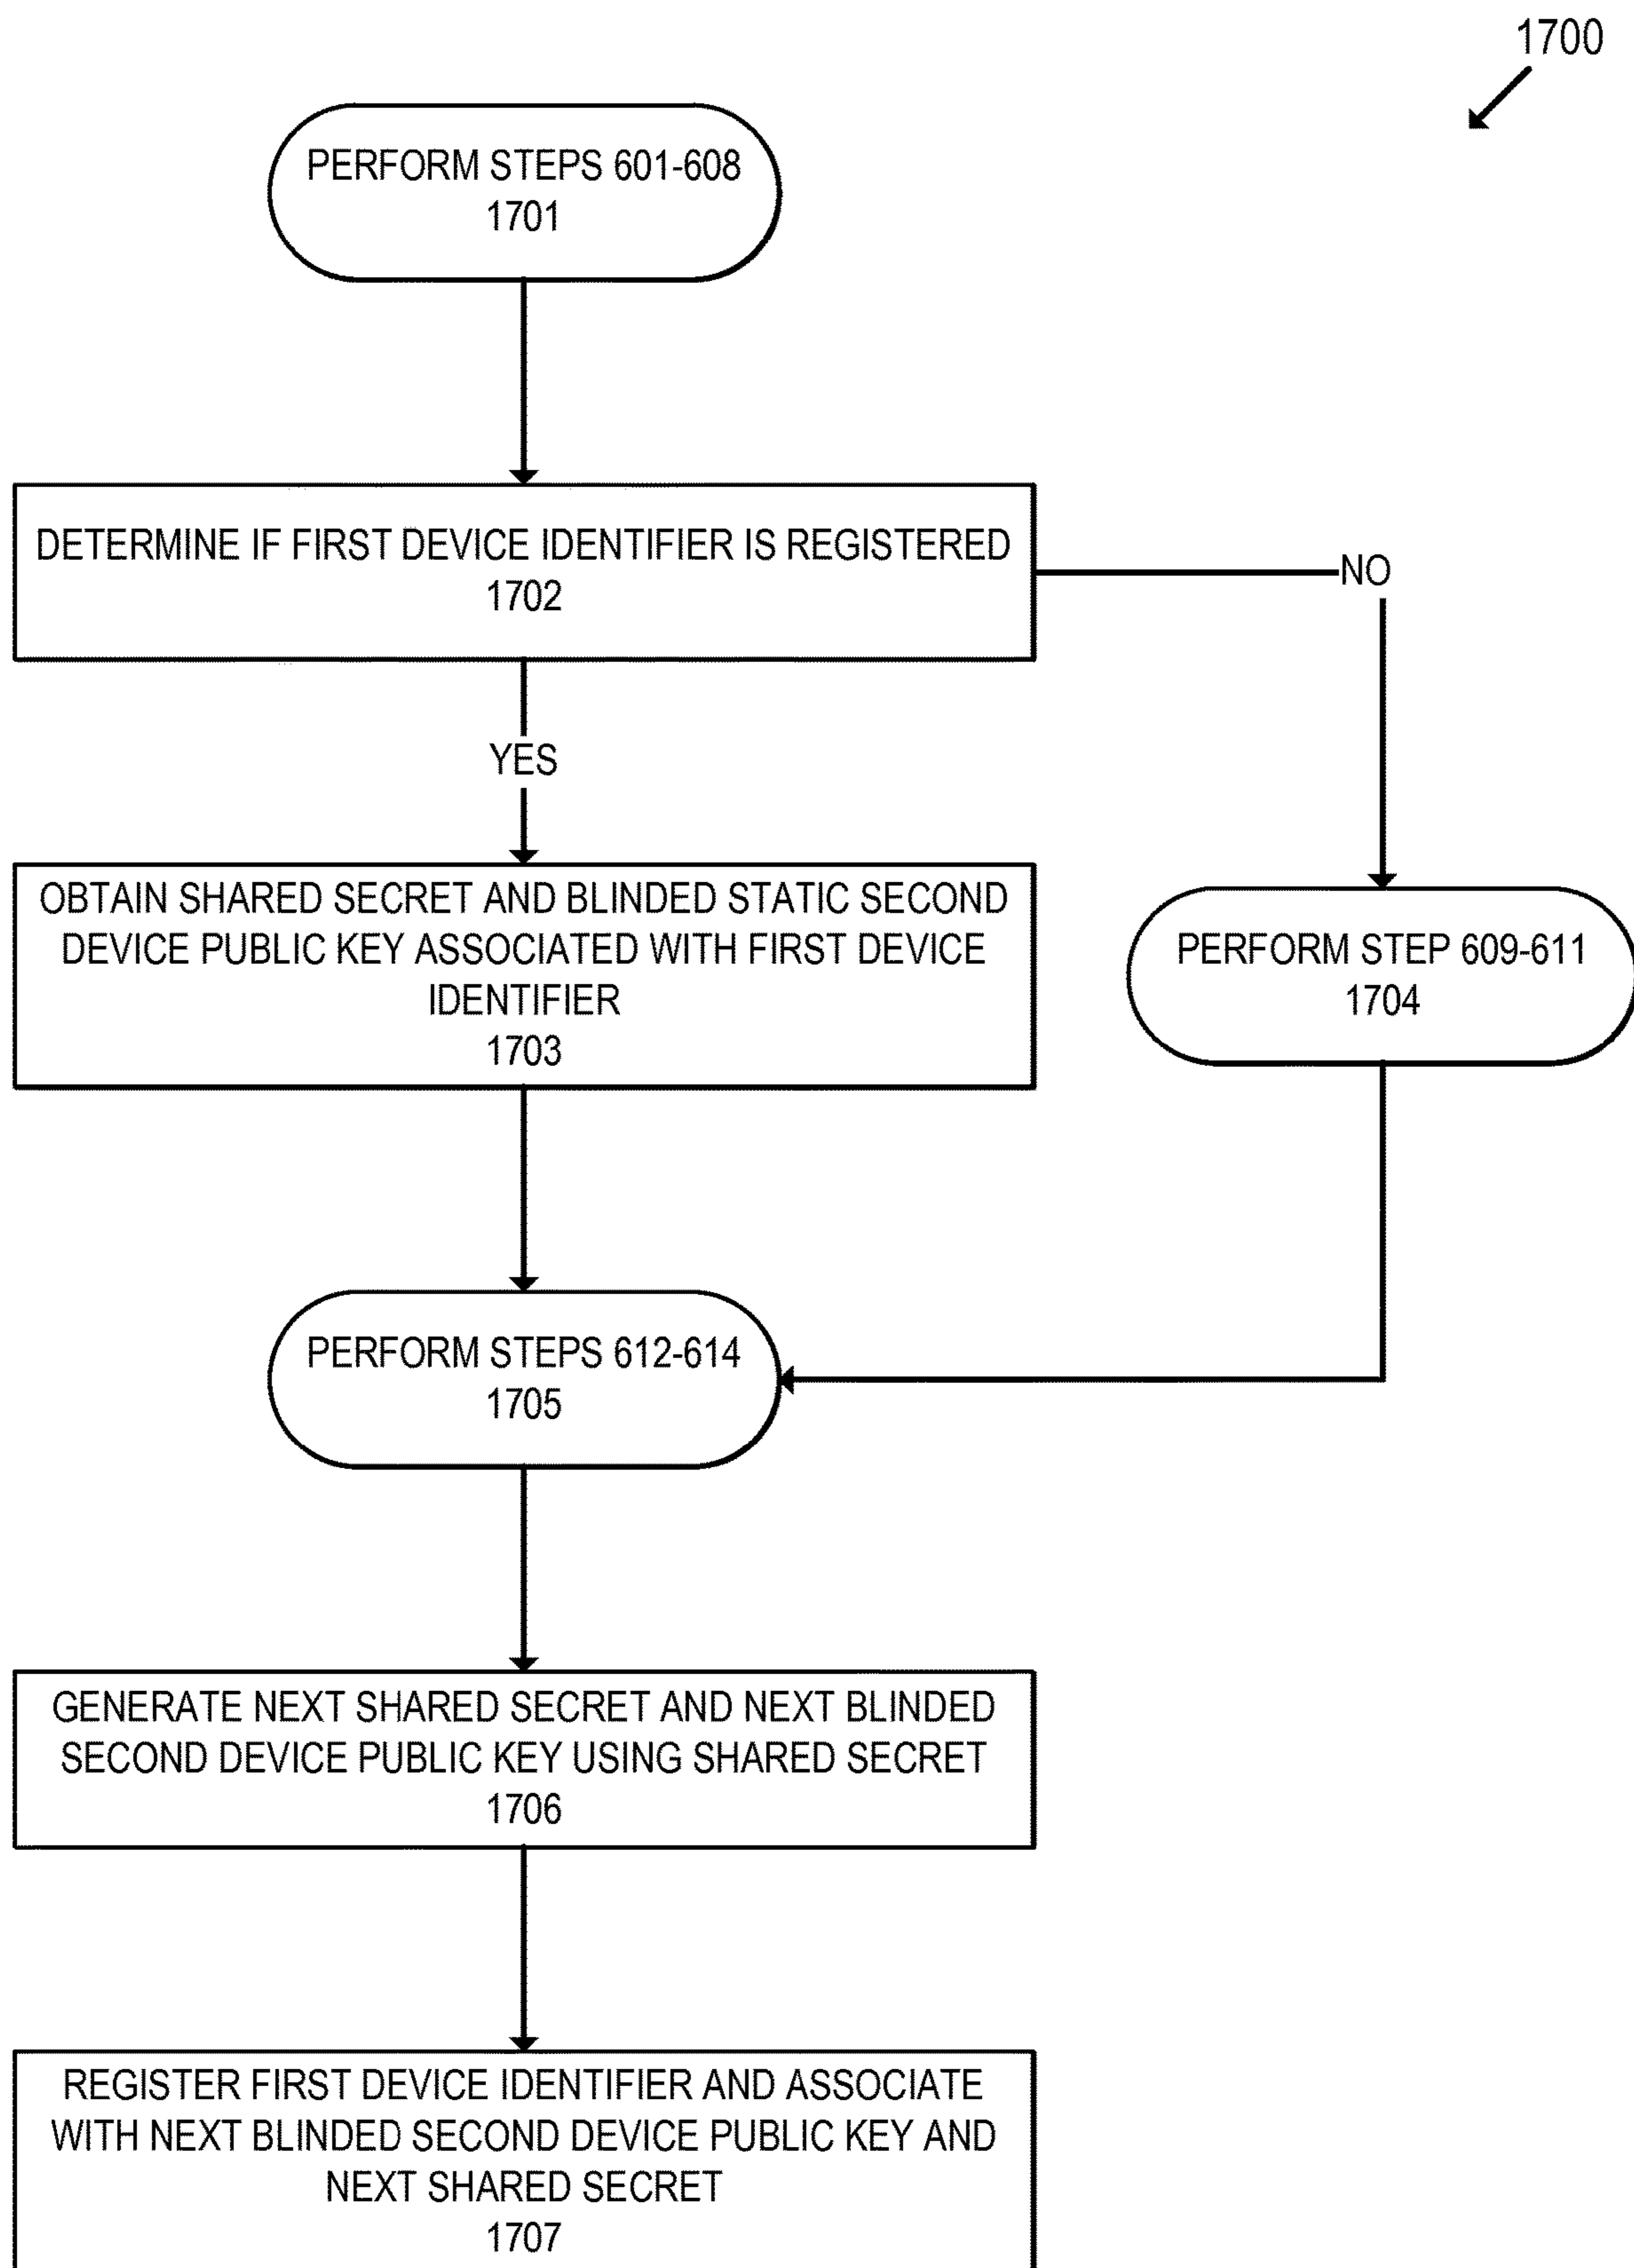 1700
PERFORM STEPS 601-608
1701
DETERMINE IF FIRST DEVICE IDENTIFIER IS REGISTERED
1702
NO
YES
OBTAIN SHARED SECRET AND BLINDED STATIC SECOND
DEVICE PUBLIC KEY ASSOCIATED WITH FIRST DEVICE
IDENTIFIER
1703
PERFORM STEP 609-611
1704
PERFORM STEPS 612-614
1705
GENERATE NEXT SHARED SECRET AND NEXT BLINDED
SECOND DEVICE PUBLIC KEY USING SHARED SECRET
1706
REGISTER FIRST DEVICE IDENTIFIER AND ASSOCIATE
WITH NEXT BLINDED SECOND DEVICE PUBLIC KEY AND
NEXT SHARED SECRET
1707